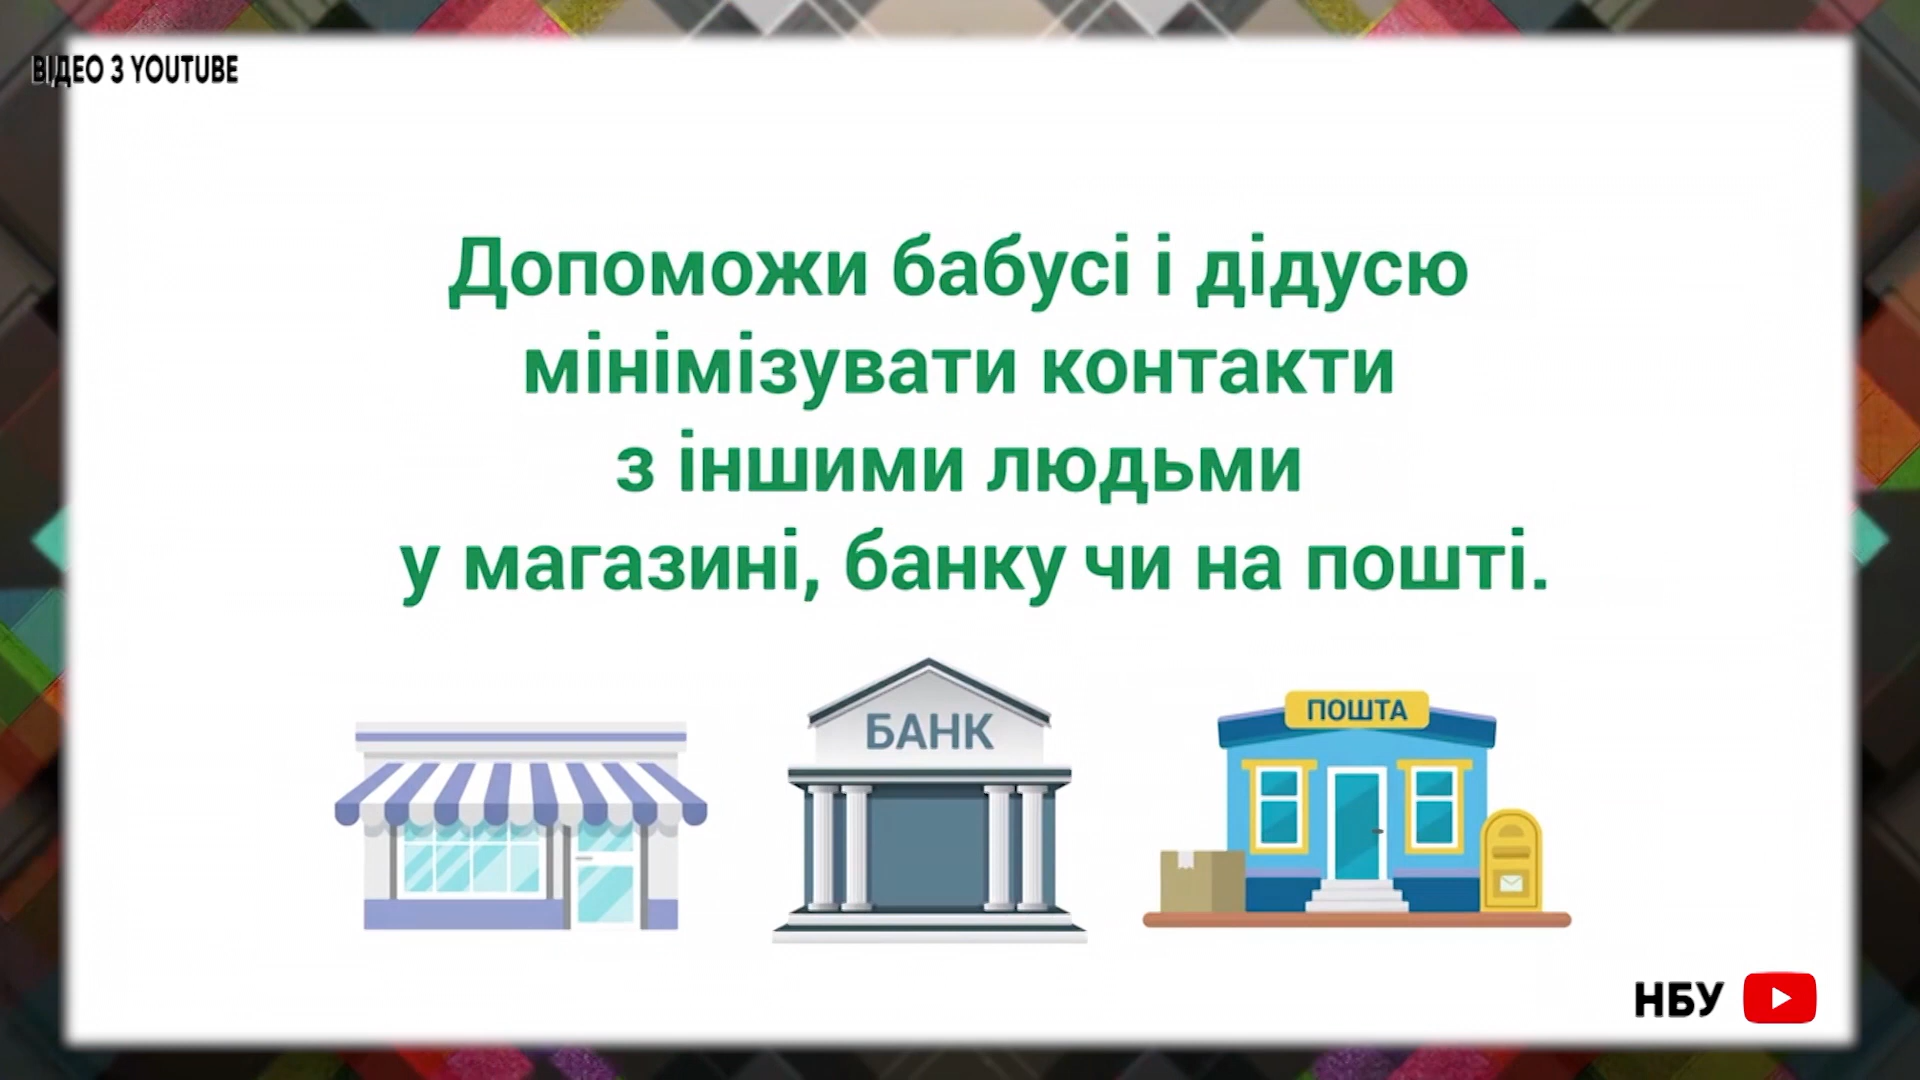 ВІДЕО З YOUTUBE
Допоможи бабусі і дідусю
мінімізувати контакти
з іншими людьми
у магазині, банку чи на пошті.
БАНК
ПОШТА
НБУ